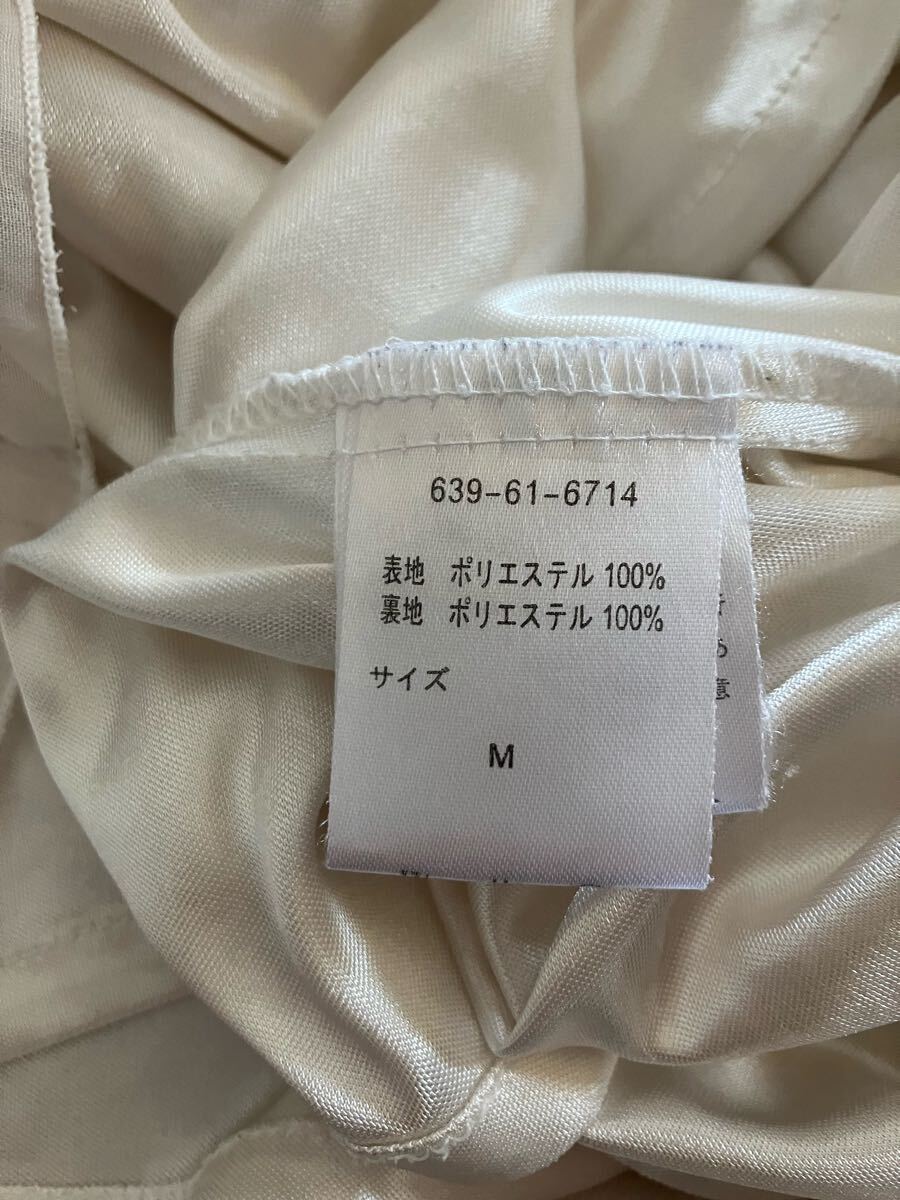 639-61-6714
表地 ポリエステル 100%
裏地 ポリエステル 100%
サイズ
M
意